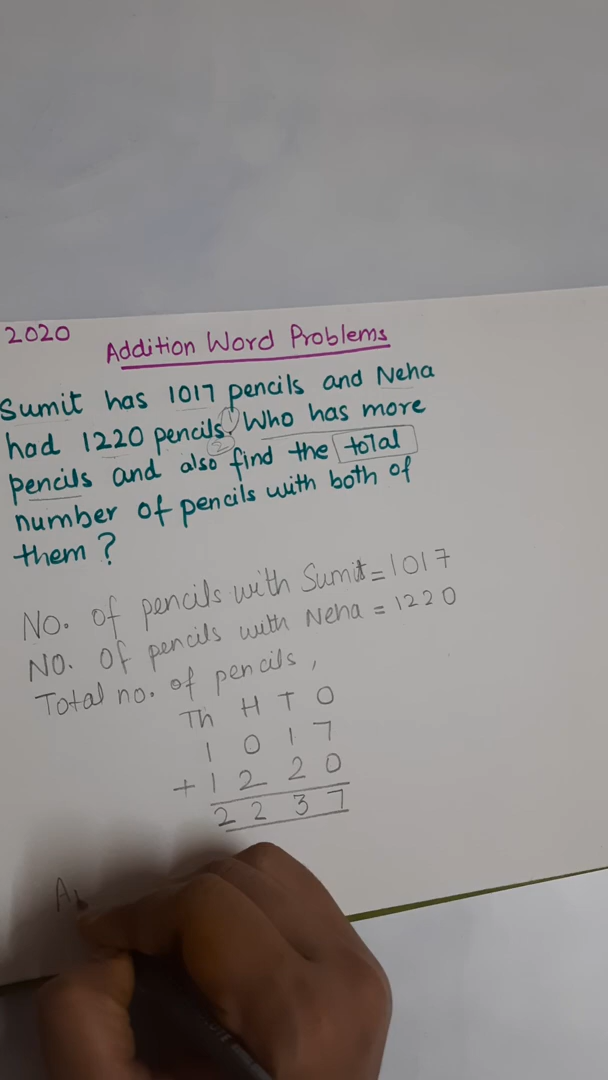 2020 Addition Word Problems
Sumit has 1017 pencils and Neha
had 1220 pencils. (1) Who has more
pencils and also (2) find the total
number of pencils with both of
them?
No. of pencils with Sumit = 1017
No. of pencils with Neha = 1220
Total no. of pencils,
Th H T O
1 0 1 7
+ 1 2 2 0
2 2 3 7